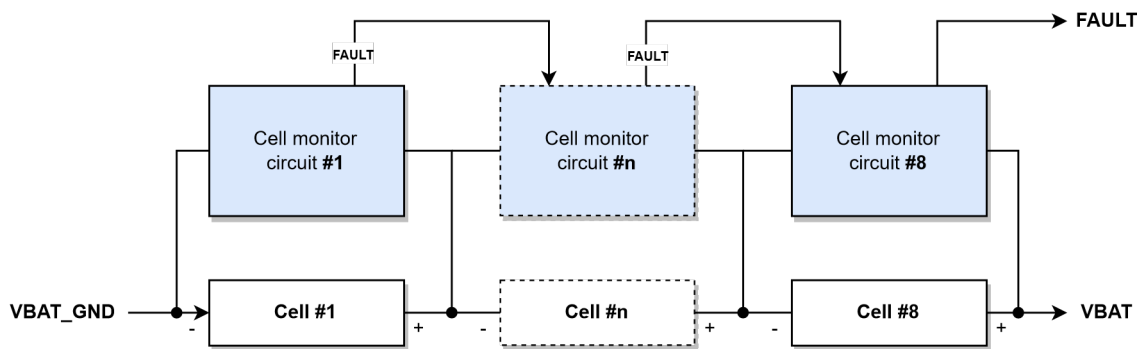 FAULT
FAULT
FAULT
Cell monitor
circuit #1
Cell monitor
circuit #n
Cell monitor
circuit #8
VBAT_GND
-
Cell #1
+
-
Cell #n
+
-
Cell #8
+
VBAT